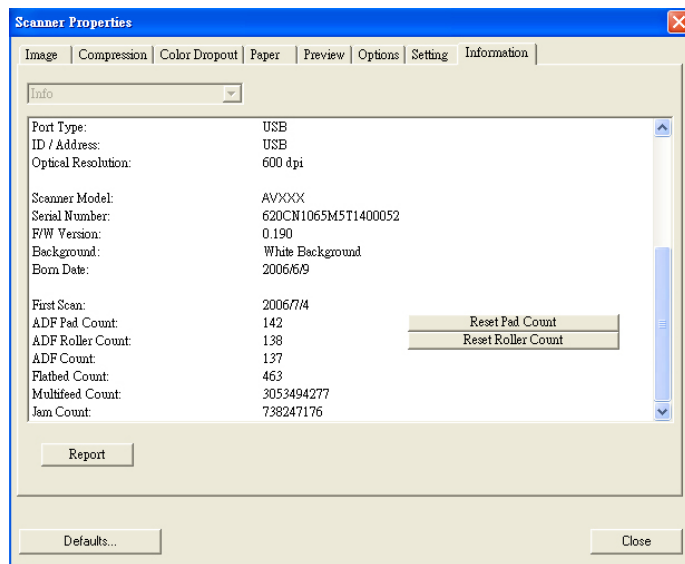 Scanner Properties
Image Compression Color Dropout Paper Preview Options Setting Information
Info
Port Type: USB
ID / Address: USB
Optical Resolution: 600 dpi
Scanner Model: AVXXX
Serial Number: 620CN1065M5T1400052
F/W Version: 0.190
Background: White Background
Born Date: 2006/6/9
First Scan: 2006/7/4
ADF Pad Count: 142 Reset Pad Count
ADF Roller Count: 138 Reset Roller Count
ADF Count: 137
Flatbed Count: 463
Multifeed Count: 3053494277
Jam Count: 738247176
Report
Defaults... Close